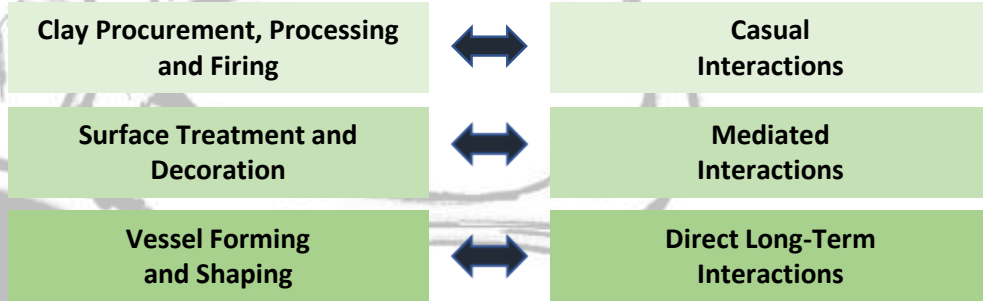 Clay Procurement, Processing
and Firing
Casual
Interactions
Surface Treatment and
Decoration
Mediated
Interactions
Vessel Forming
and Shaping
Direct Long-Term
Interactions